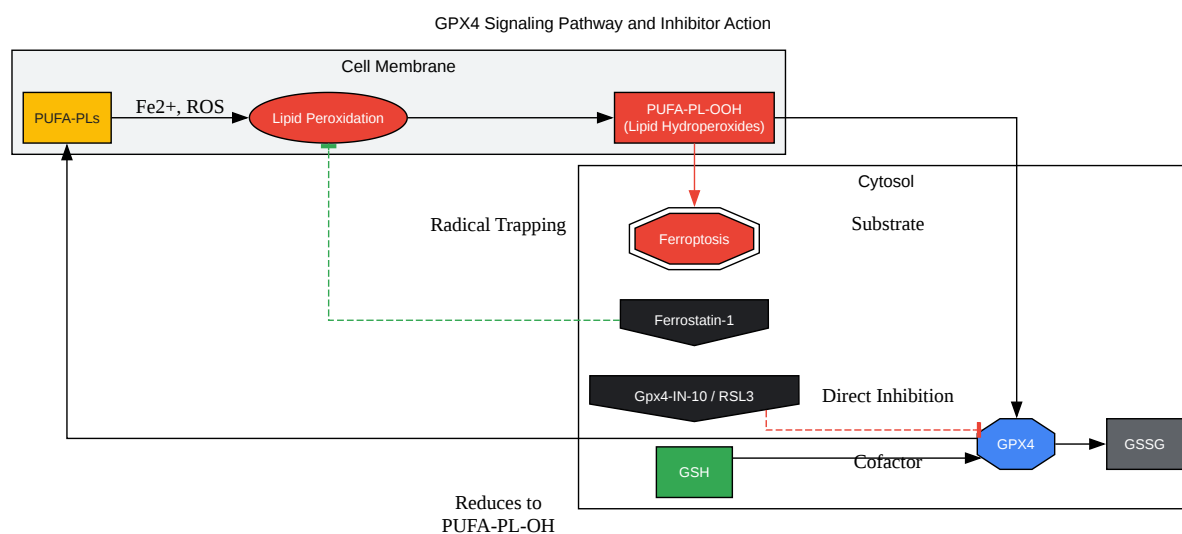 GPX4 Signaling Pathway and Inhibitor Action
Cell Membrane
PUFA-PLs
Fe2+, ROS
Lipid Peroxidation
PUFA-PL-OOH
(Lipid Hydroperoxides)
Cytosol
Radical Trapping
Substrate
Ferroptosis
Ferrostatin-1
Gpx4-IN-10 / RSL3
Direct Inhibition
GPX4
GSSG
GSH
Cofactor
Reduces to
PUFA-PL-OH